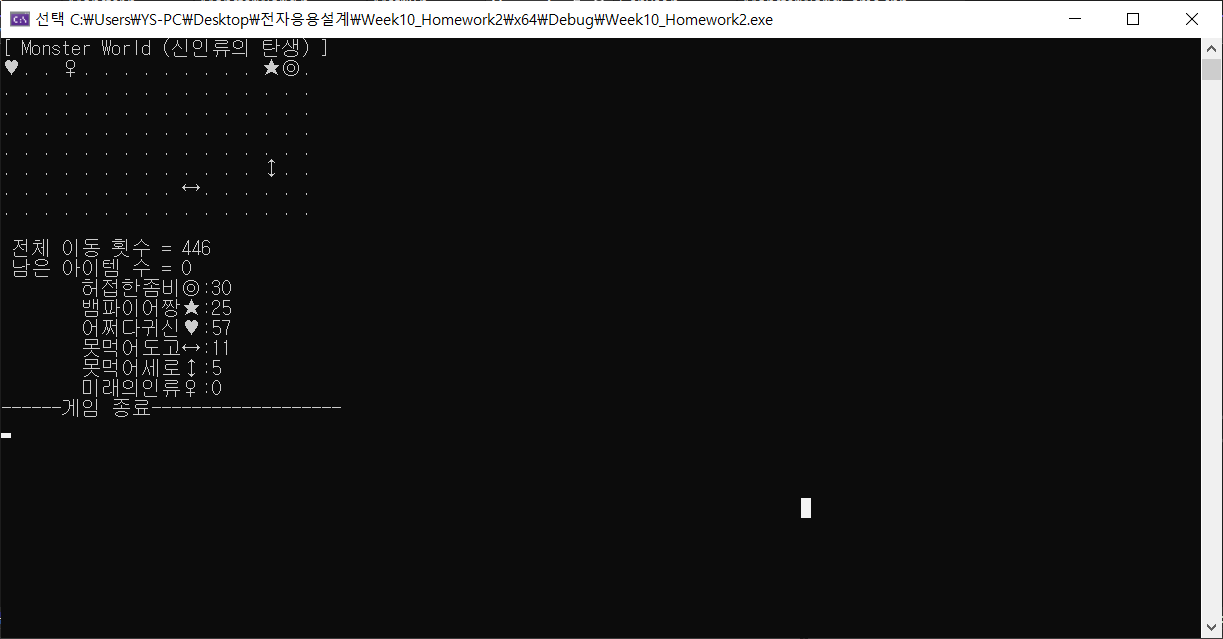 선택 C:\Users\YS-PC\Desktop\전자응용설계\Week10_Homework2\x64\Debug\Week10_Homework2.exe
[ Monster World (신인류의 탄생) ]
♥. . ♀. . . . . . . . . ★◎.
. . . . . . . . . . . . . . . .
. . . . . . . . . . . . . . . .
. . . . . . . . . . . . . . . .
. . . . . . . . . . . . . . . .
. . . . . . . . . . . . . ↕. .
. . . . . . . . . ↔. . . . . .
. . . . . . . . . . . . . . . .
전체 이동 횟수 = 446
남은 아이템 수 = 0
허접한좀비◎:30
뱀파이어짱★:25
어쩌다귀신♥:57
못먹어도고↔:11
못먹어세로↕:5
미래의인류♀:0
------게임 종료-------------------